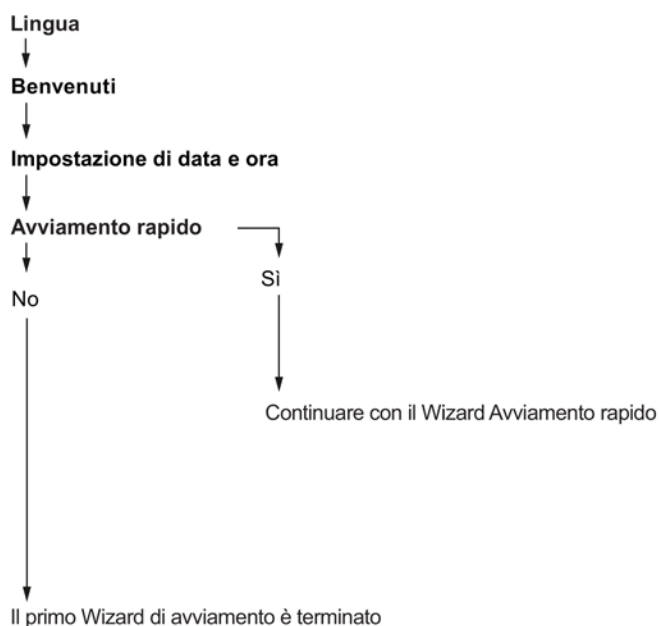 Lingua
Benvenuti
Impostazione di data e ora
Avviamento rapido
Sì
No
Continuare con il Wizard Avviamento rapido
Il primo Wizard di avviamento è terminato